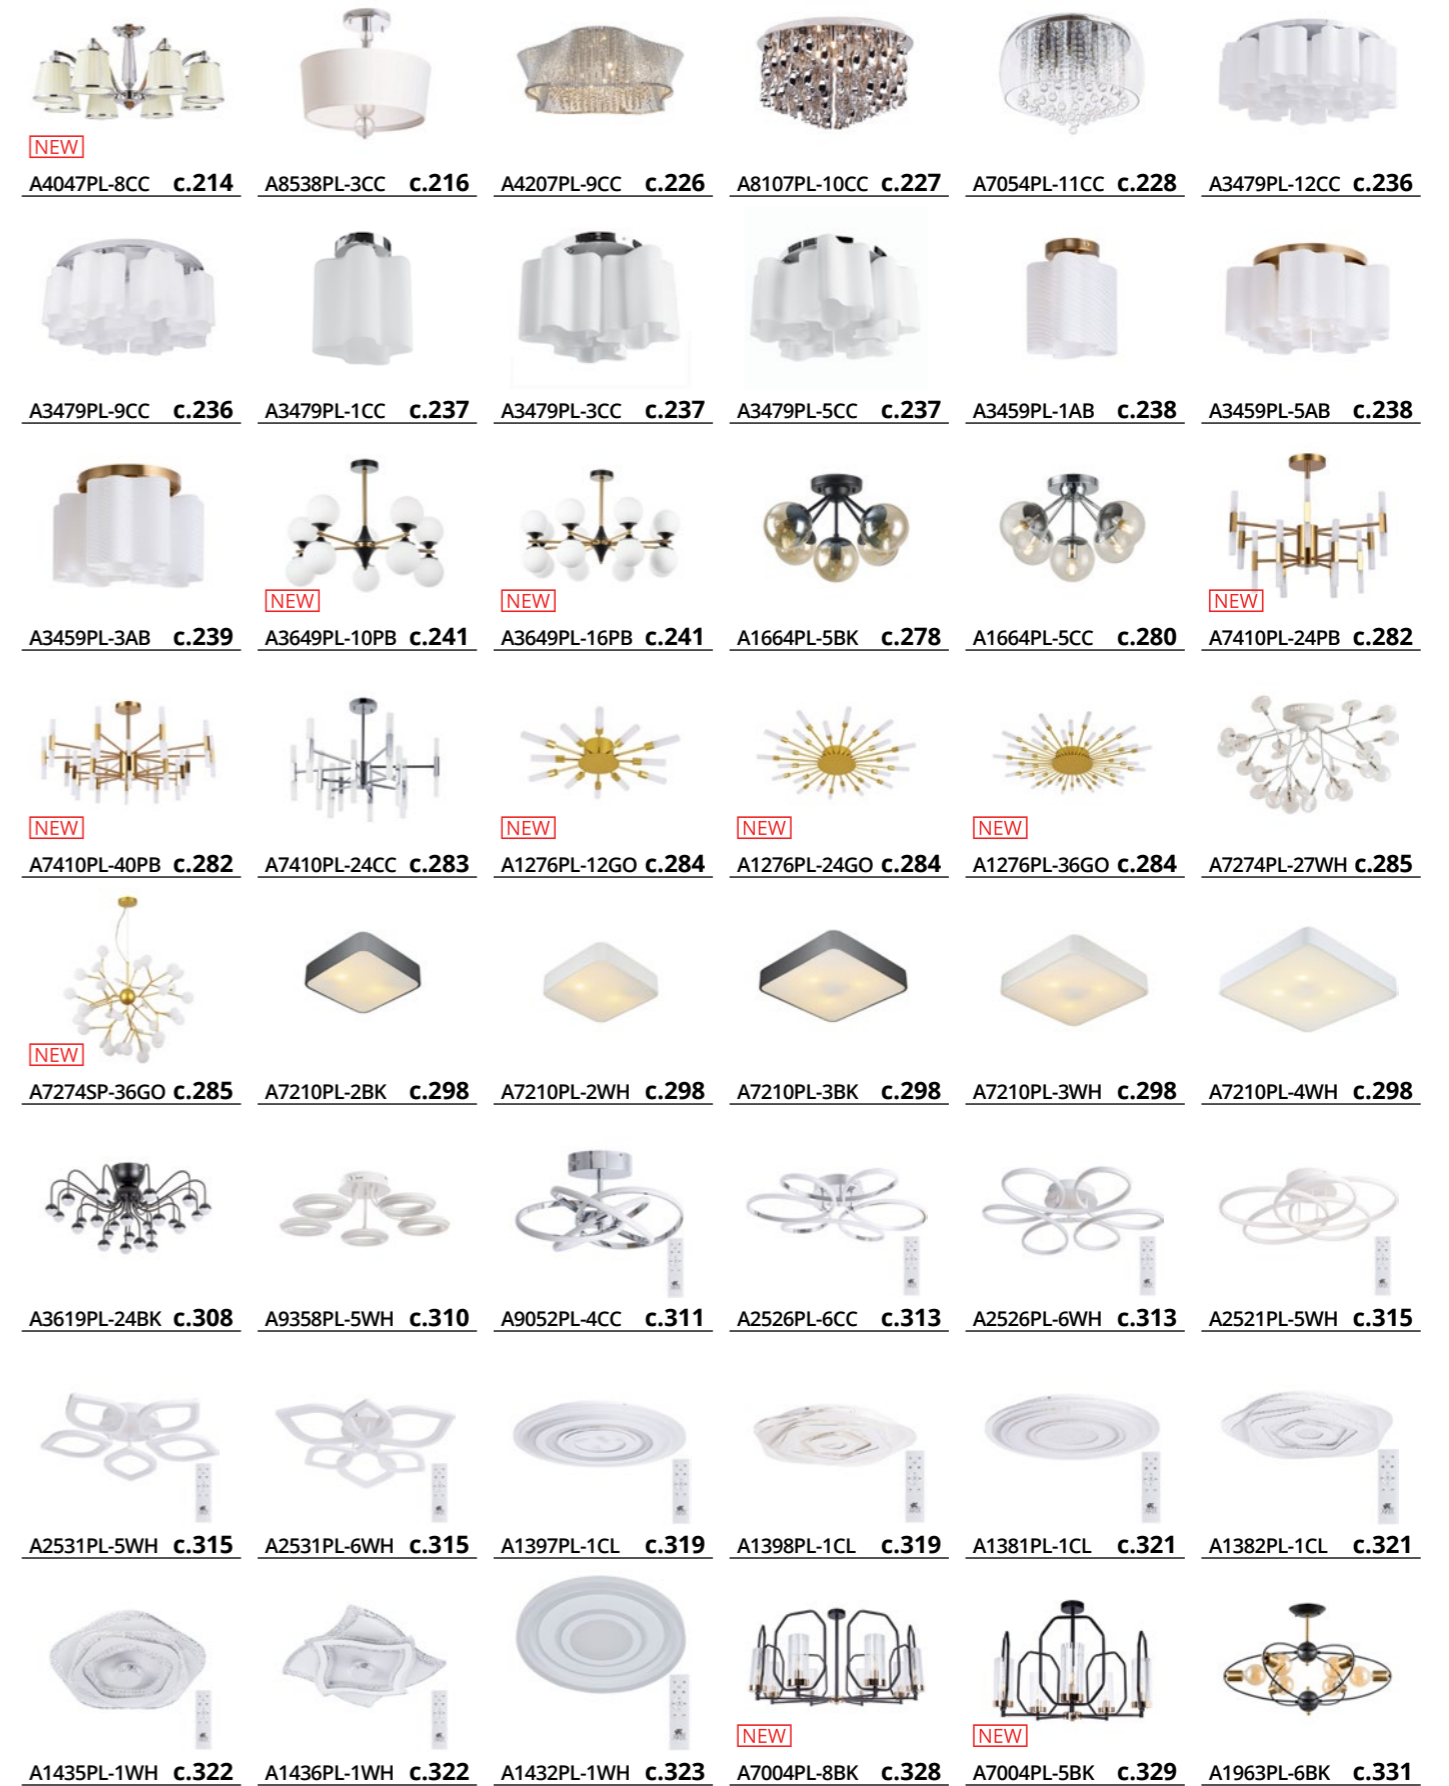 NEW
A4047PL-8CC c.214 A8538PL-3CC c.216 A4207PL-9CC c.226 A8107PL-10CC c.227 A7054PL-11CC c.228 A3479PL-12CC c.236
A3479PL-9CC c.236 A3479PL-1CC c.237 A3479PL-3CC c.237 A3479PL-5CC c.237 A3459PL-1AB c.238 A3459PL-5AB c.238
NEW NEW NEW
A3459PL-3AB c.239 A3649PL-10PB c.241 A3649PL-16PB c.241 A1664PL-5BK c.278 A1664PL-5CC c.280 A7410PL-24PB c.282
NEW NEW NEW NEW
A7410PL-40PB c.282 A7410PL-24CC c.283 A1276PL-12GO c.284 A1276PL-24GO c.284 A1276PL-36GO c.284 A7274PL-27WH c.285
NEW
A7274SP-36GO c.285 A7210PL-2BK c.298 A7210PL-2WH c.298 A7210PL-3BK c.298 A7210PL-3WH c.298 A7210PL-4WH c.298
A3619PL-24BK c.308 A9358PL-5WH c.310 A9052PL-4CC c.311 A2526PL-6CC c.313 A2526PL-6WH c.313 A2521PL-5WH c.315
A2531PL-5WH c.315 A2531PL-6WH c.315 A1397PL-1CL c.319 A1398PL-1CL c.319 A1381PL-1CL c.321 A1382PL-1CL c.321
NEW NEW
A1435PL-1WH c.322 A1436PL-1WH c.322 A1432PL-1WH c.323 A7004PL-8BK c.328 A7004PL-5BK c.329 A1963PL-6BK c.331